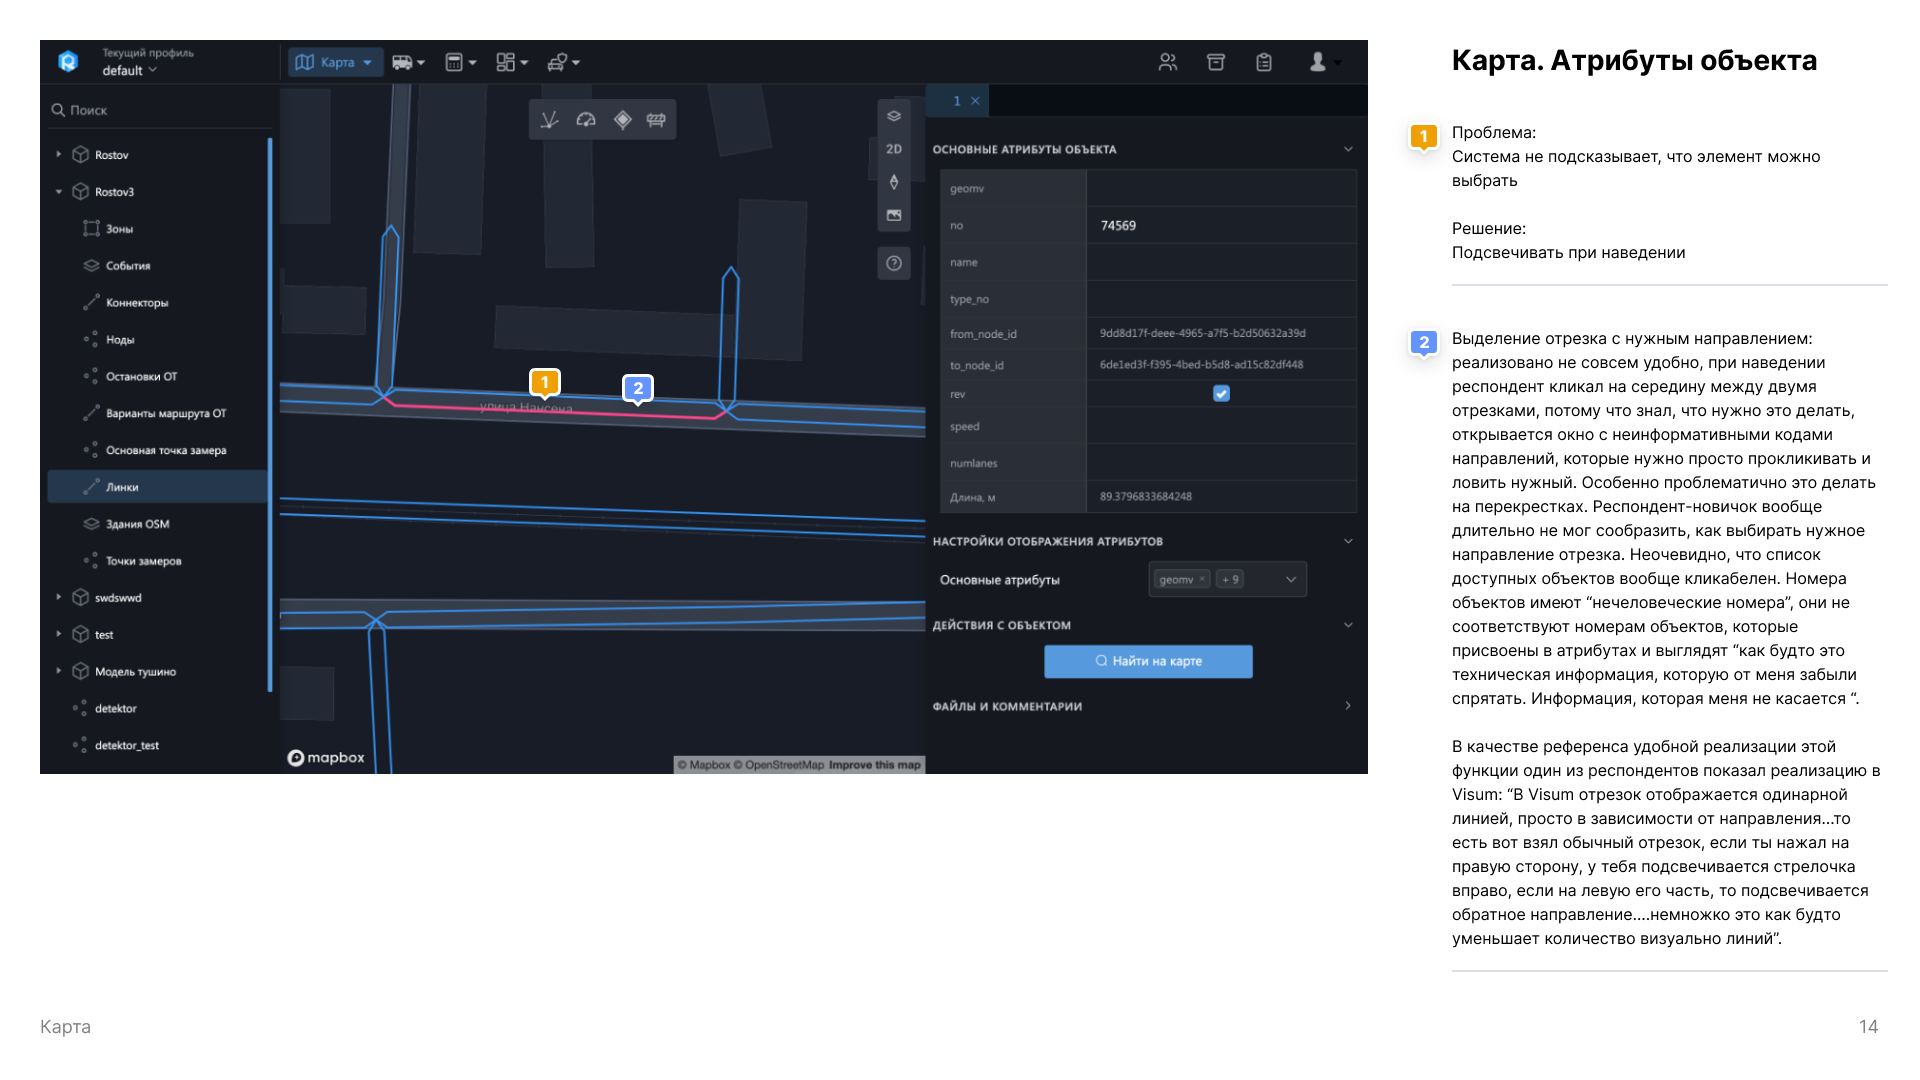 Текущий профиль
default
Карта
Поиск
Rostov
Rostov3
Зоны
События
Коннекторы
Ноды
Остановки ОТ
Варианты маршрута ОТ
Основная точка замера
Линки
Здания OSM
Точки замеров
swdswwd
test
Модель тушино
detektor
detektor_test
2D
1
2
улица Нансена
mapbox
© Mapbox © OpenStreetMap Improve this map
1 ×
ОСНОВНЫЕ АТРИБУТЫ ОБЪЕКТА
geomv
no 74569
name
type_no
from_node_id 9dd8d17f-deee-4965-a7f5-b2d50632a39d
to_node_id 6de1ed3f-f395-4bed-b5d8-ad15c82df448
rev
speed
numlanes
Длина, м 89.3796833684248
НАСТРОЙКИ ОТОБРАЖЕНИЯ АТРИБУТОВ
Основные атрибуты geomv × + 9
ДЕЙСТВИЯ С ОБЪЕКТОМ
Найти на карте
ФАЙЛЫ И КОММЕНТАРИИ
Карта. Атрибуты объекта
1
Проблема:
Система не подсказывает, что элемент можно
выбрать
Решение:
Подсвечивать при наведении
2
Выделение отрезка с нужным направлением:
реализовано не совсем удобно, при наведении
респондент кликал на середину между двумя
отрезками, потому что знал, что нужно это делать,
открывается окно с неинформативными кодами
направлений, которые нужно просто прокликивать и
ловить нужный. Особенно проблематично это делать
на перекрестках. Респондент-новичок вообще
длительно не мог сообразить, как выбирать нужное
направление отрезка. Неочевидно, что список
доступных объектов вообще кликабелен. Номера
объектов имеют “нечеловеческие номера”, они не
соответствуют номерам объектов, которые
присвоены в атрибутах и выглядят “как будто это
техническая информация, которую от меня забыли
спрятать. Информация, которая меня не касается “.
В качестве референса удобной реализации этой
функции один из респондентов показал реализацию в
Visum: “В Visum отрезок отображается одинарной
линией, просто в зависимости от направления...то
есть вот взял обычный отрезок, если ты нажал на
правую сторону, у тебя подсвечивается стрелочка
вправо, если на левую его часть, то подсвечивается
обратное направление....немножко это как будто
уменьшает количество визуально линий”.
Карта
14